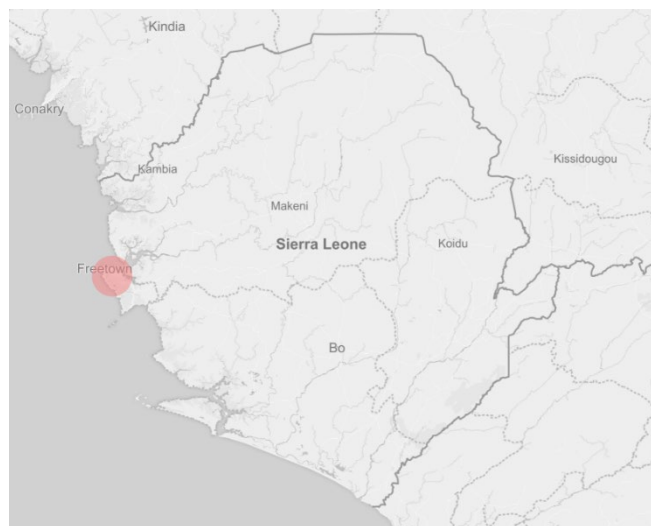 Kindia
Conakry
Kambia
Kissidougou
Makeni
Sierra Leone
Koidu
Freetown
Bo